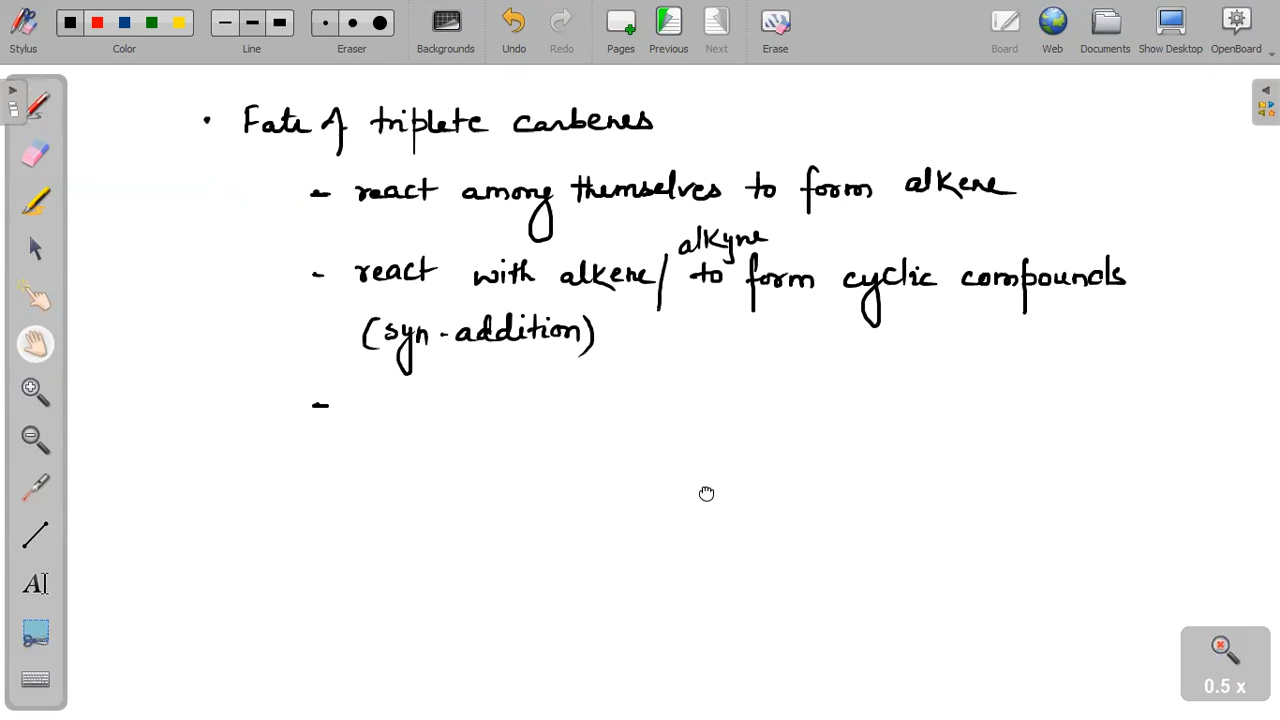 Stylus Color Line Eraser Backgrounds Undo Redo Pages Previous Next Erase Board Web Documents Show Desktop OpenBoard
• Fate of triplete carbenes
- react among themselves to form alkene
alkyne
- react with alkene/ to form cyclic compounds
(syn-addition)
-
0.5 x